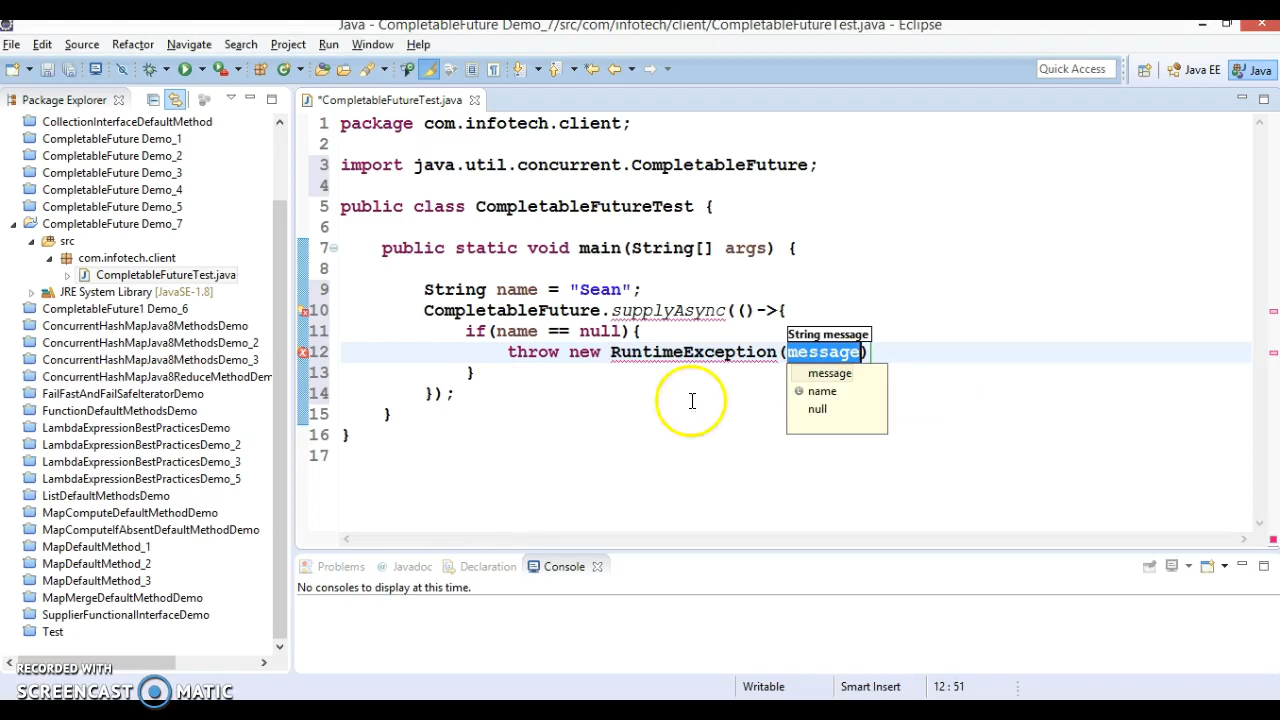 Java - CompletableFuture Demo_7//src/com/infotech/client/CompletableFutureTest.java - Eclipse
File Edit Source Refactor Navigate Search Project Run Window Help
Quick Access Java EE Java
Package Explorer
*CompletableFutureTest.java
CollectionInterfaceDefaultMethod
CompletableFuture Demo_1
CompletableFuture Demo_2
CompletableFuture Demo_3
CompletableFuture Demo_4
CompletableFuture Demo_5
CompletableFuture Demo_7
src
com.infotech.client
CompletableFutureTest.java
JRE System Library [JavaSE-1.8]
CompletableFuture1 Demo_6
ConcurrentHashMapJava8MethodsDemo
ConcurrentHashMapJava8MethodsDemo_2
ConcurrentHashMapJava8MethodsDemo_3
ConcurrentHashMapJava8ReduceMethodDem
FailFastAndFailSafeIteratorDemo
FunctionDefaultMethodsDemo
LambdaExpressionBestPracticesDemo
LambdaExpressionBestPracticesDemo_2
LambdaExpressionBestPracticesDemo_3
LambdaExpressionBestPracticesDemo_5
ListDefaultMethodsDemo
MapComputeDefaultMethodDemo
MapComputeIfAbsentDefaultMethodDemo
MapDefaultMethod_1
MapDefaultMethod_2
MapDefaultMethod_3
MapMergeDefaultMethodDemo
SupplierFunctionalInterfaceDemo
Test
1 package com.infotech.client;
2
3 import java.util.concurrent.CompletableFuture;
4
5 public class CompletableFutureTest {
6
7 public static void main(String[] args) {
8
9 String name = "Sean";
10 CompletableFuture.supplyAsync(()->{
11 if(name == null){
String message
12 throw new RuntimeException(message)
13 }
14 });
15 }
16 }
17
message
name
null
Problems Javadoc Declaration Console
No consoles to display at this time.
Writable Smart Insert 12 : 51
RECORDED WITH
SCREENCAST MATIC